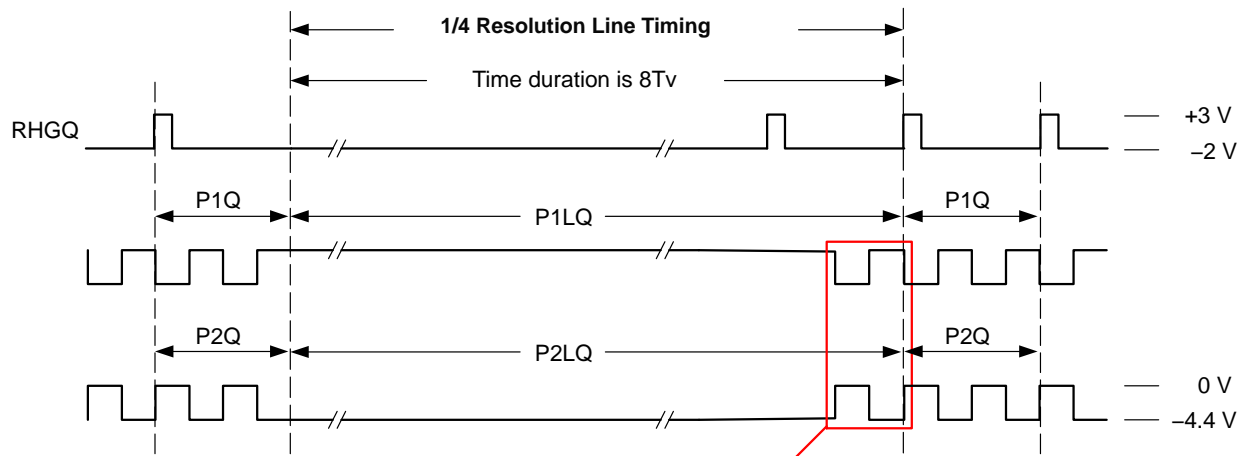 1/4 Resolution Line Timing
Time duration is 8Tv
RHGQ
+3 V
–2 V
P1Q
P1LQ
P1Q
P2Q
P2LQ
P2Q
0 V
–4.4 V